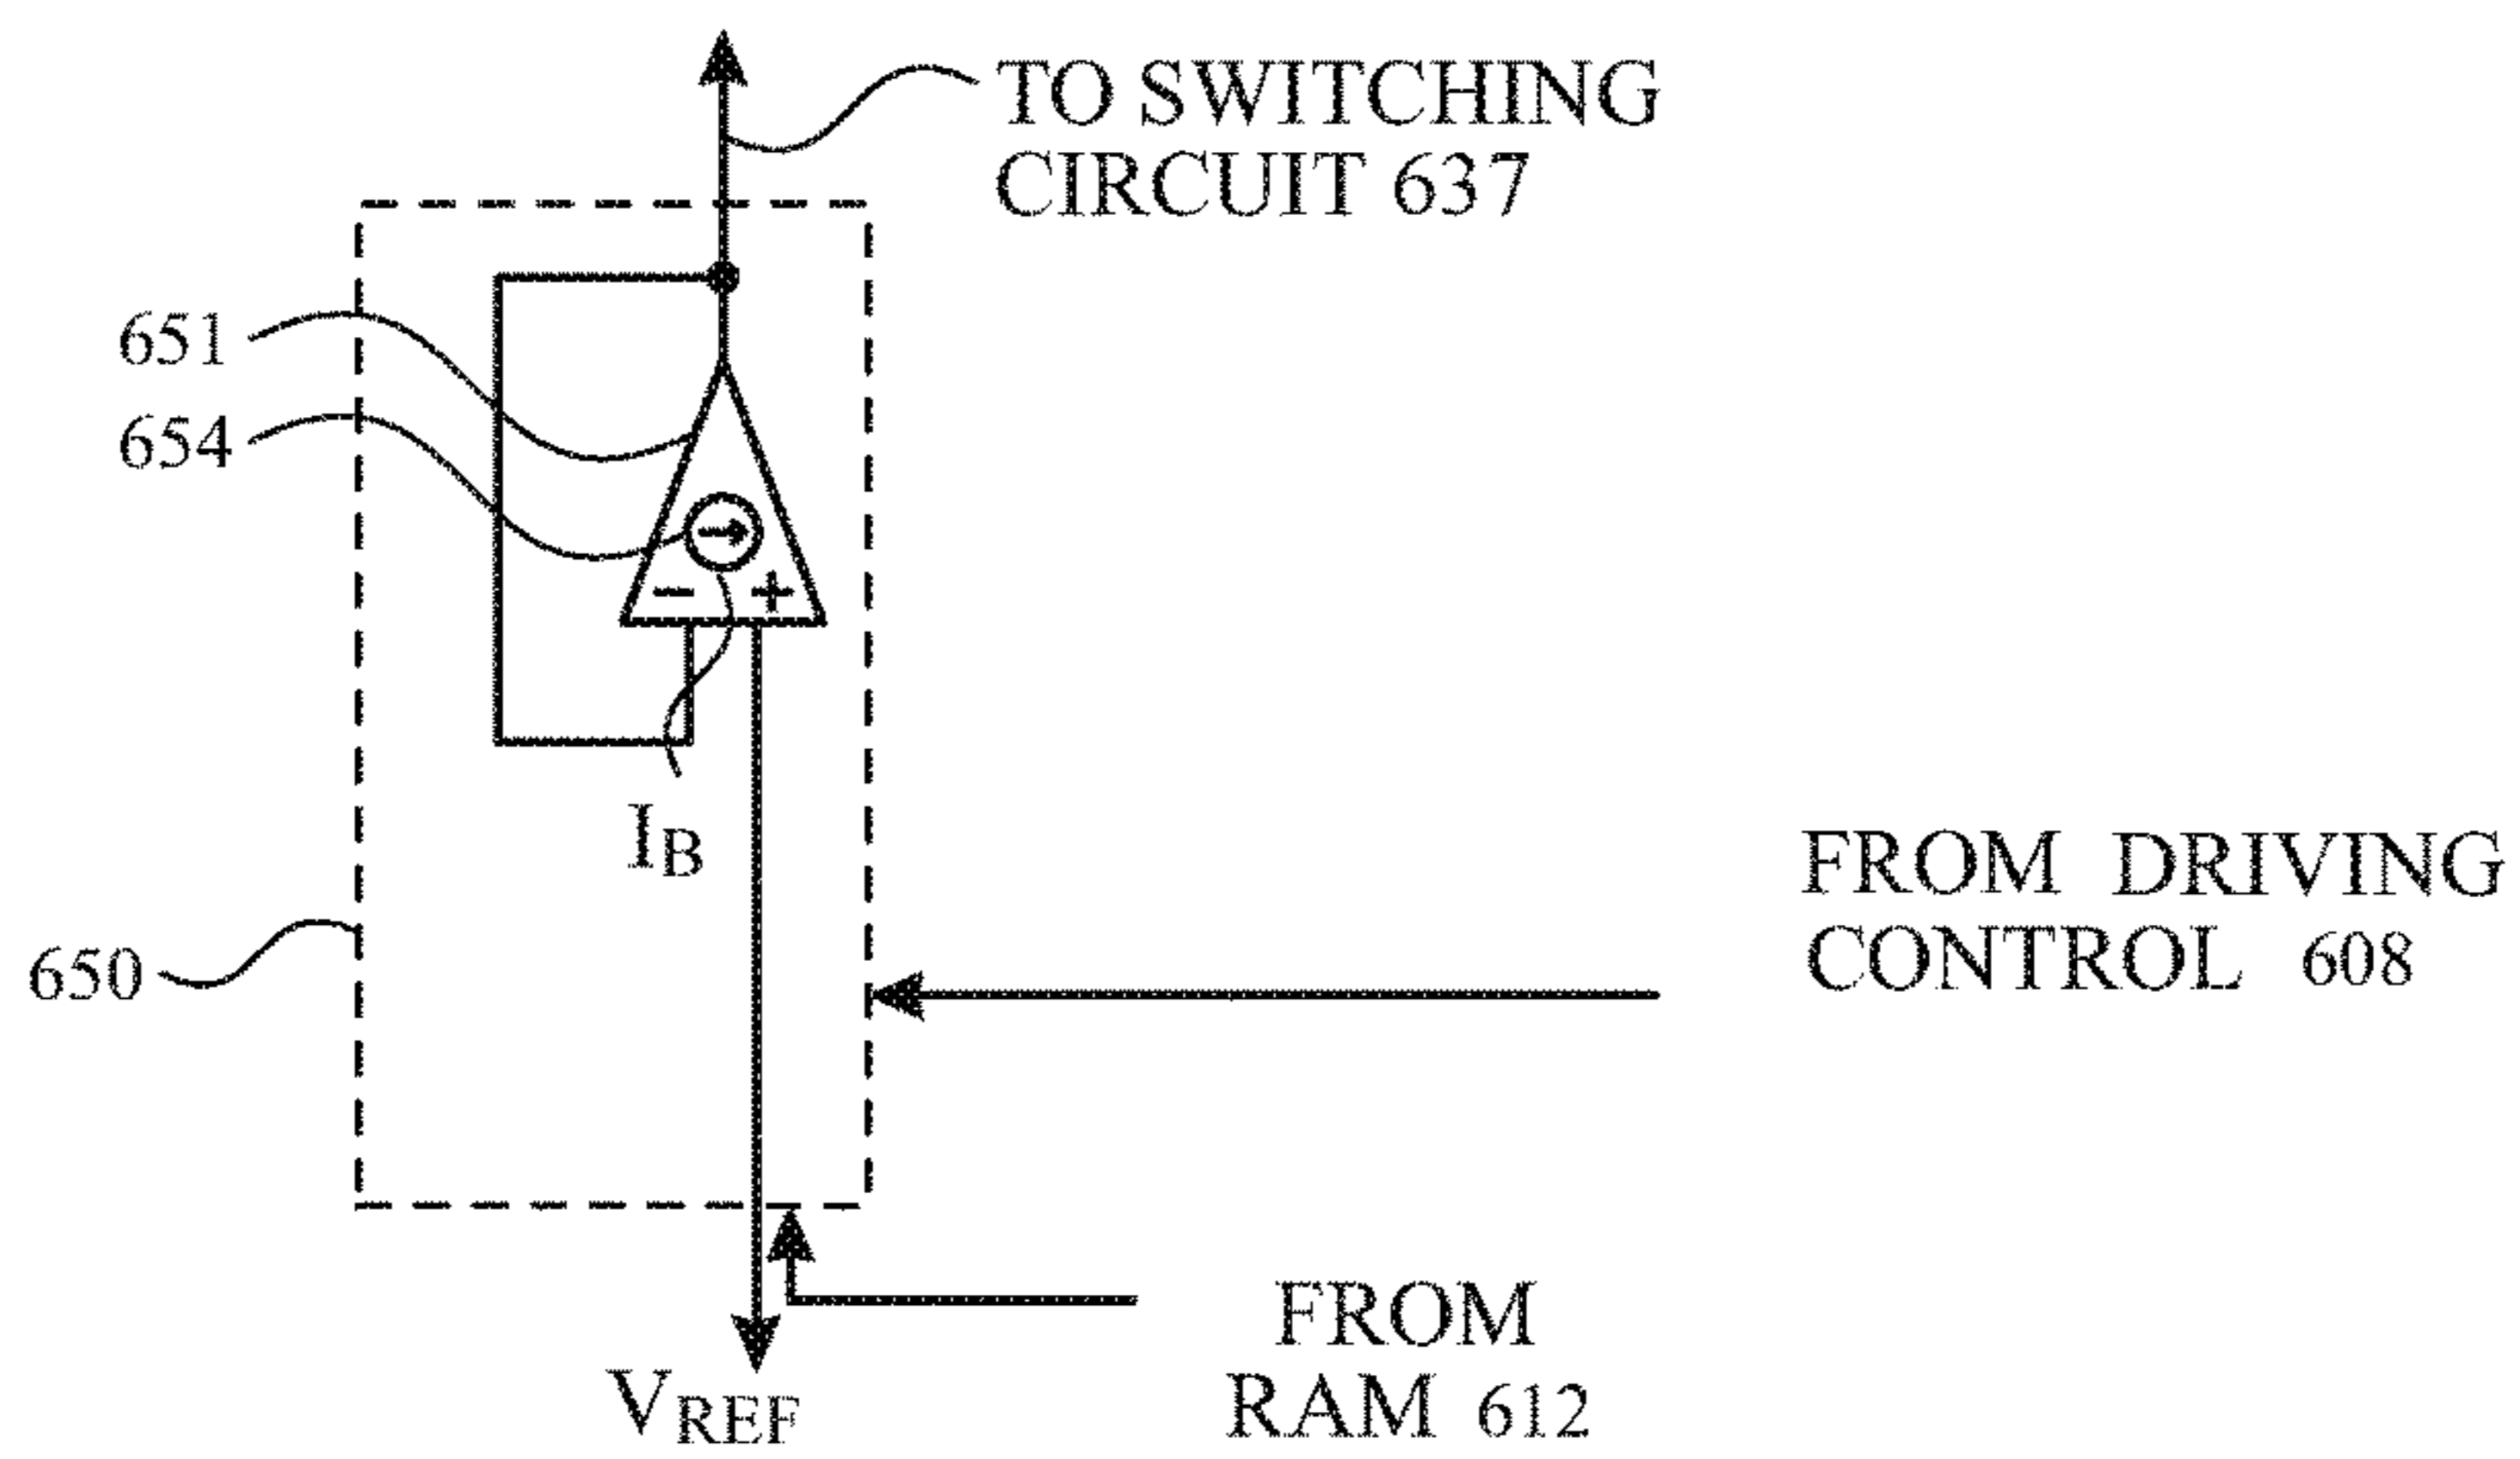 TO SWITCHING
CIRCUIT 637
651
654
− +
IB
650
FROM DRIVING
CONTROL 608
VREF
FROM
RAM 612